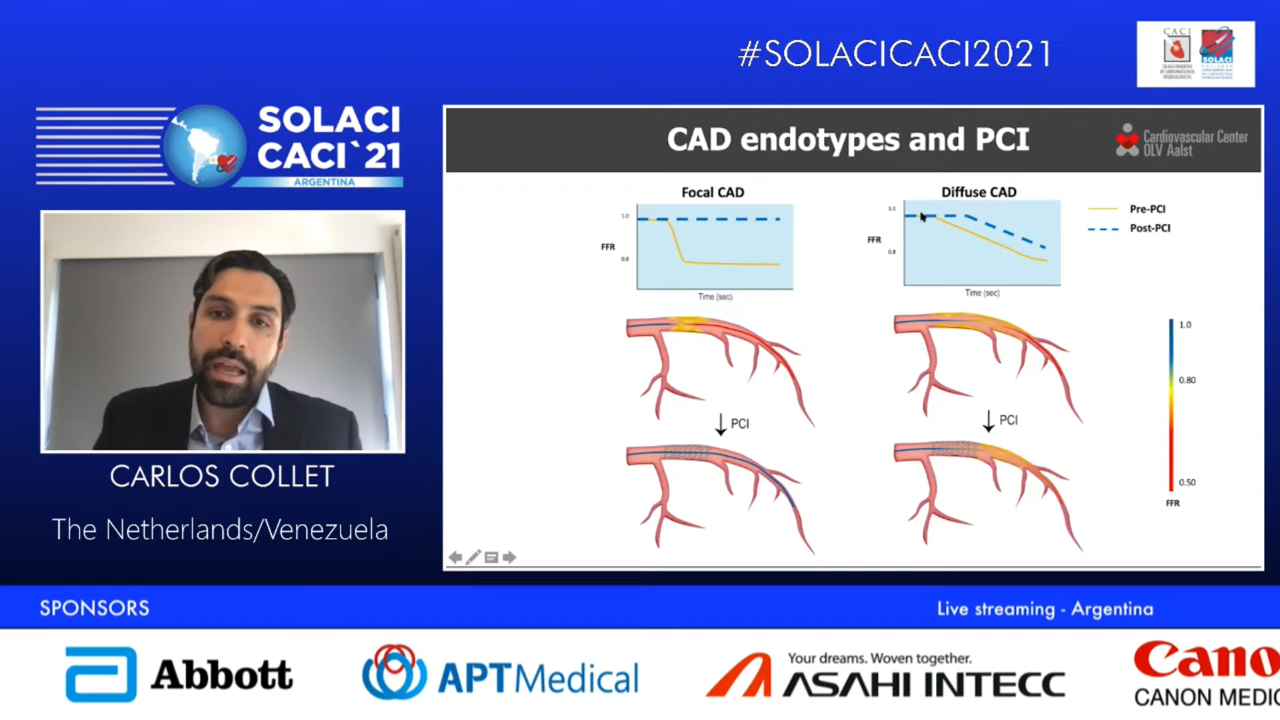 #SOLACICACI2021
CACI
SOLACI
SOLACI
CACI`21
ARGENTINA
CARLOS COLLET
The Netherlands/Venezuela
CAD endotypes and PCI
Cardiovascular Center
OLV Aalst
Focal CAD
1.0
FFR
0.8
Time (sec)
Diffuse CAD
1.0
FFR
0.8
Time (sec)
Pre-PCI
Post-PCI
PCI
PCI
1.0
0.80
0.50
FFR
SPONSORS
Live streaming - Argentina
Abbott
APTMedical
Your dreams. Woven together.
ASAHI INTECC
Cano
CANON MEDIC